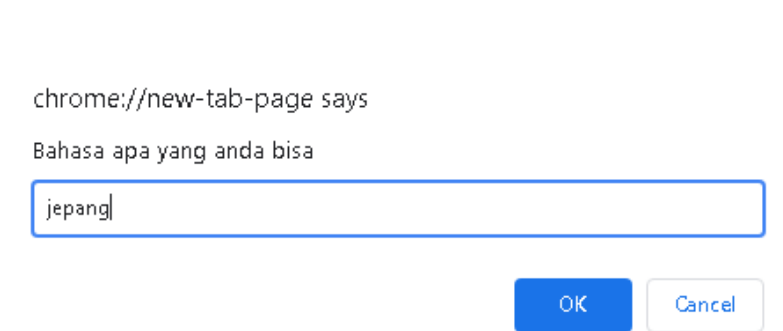 chrome://new-tab-page says
Bahasa apa yang anda bisa
jepang
OK Cancel